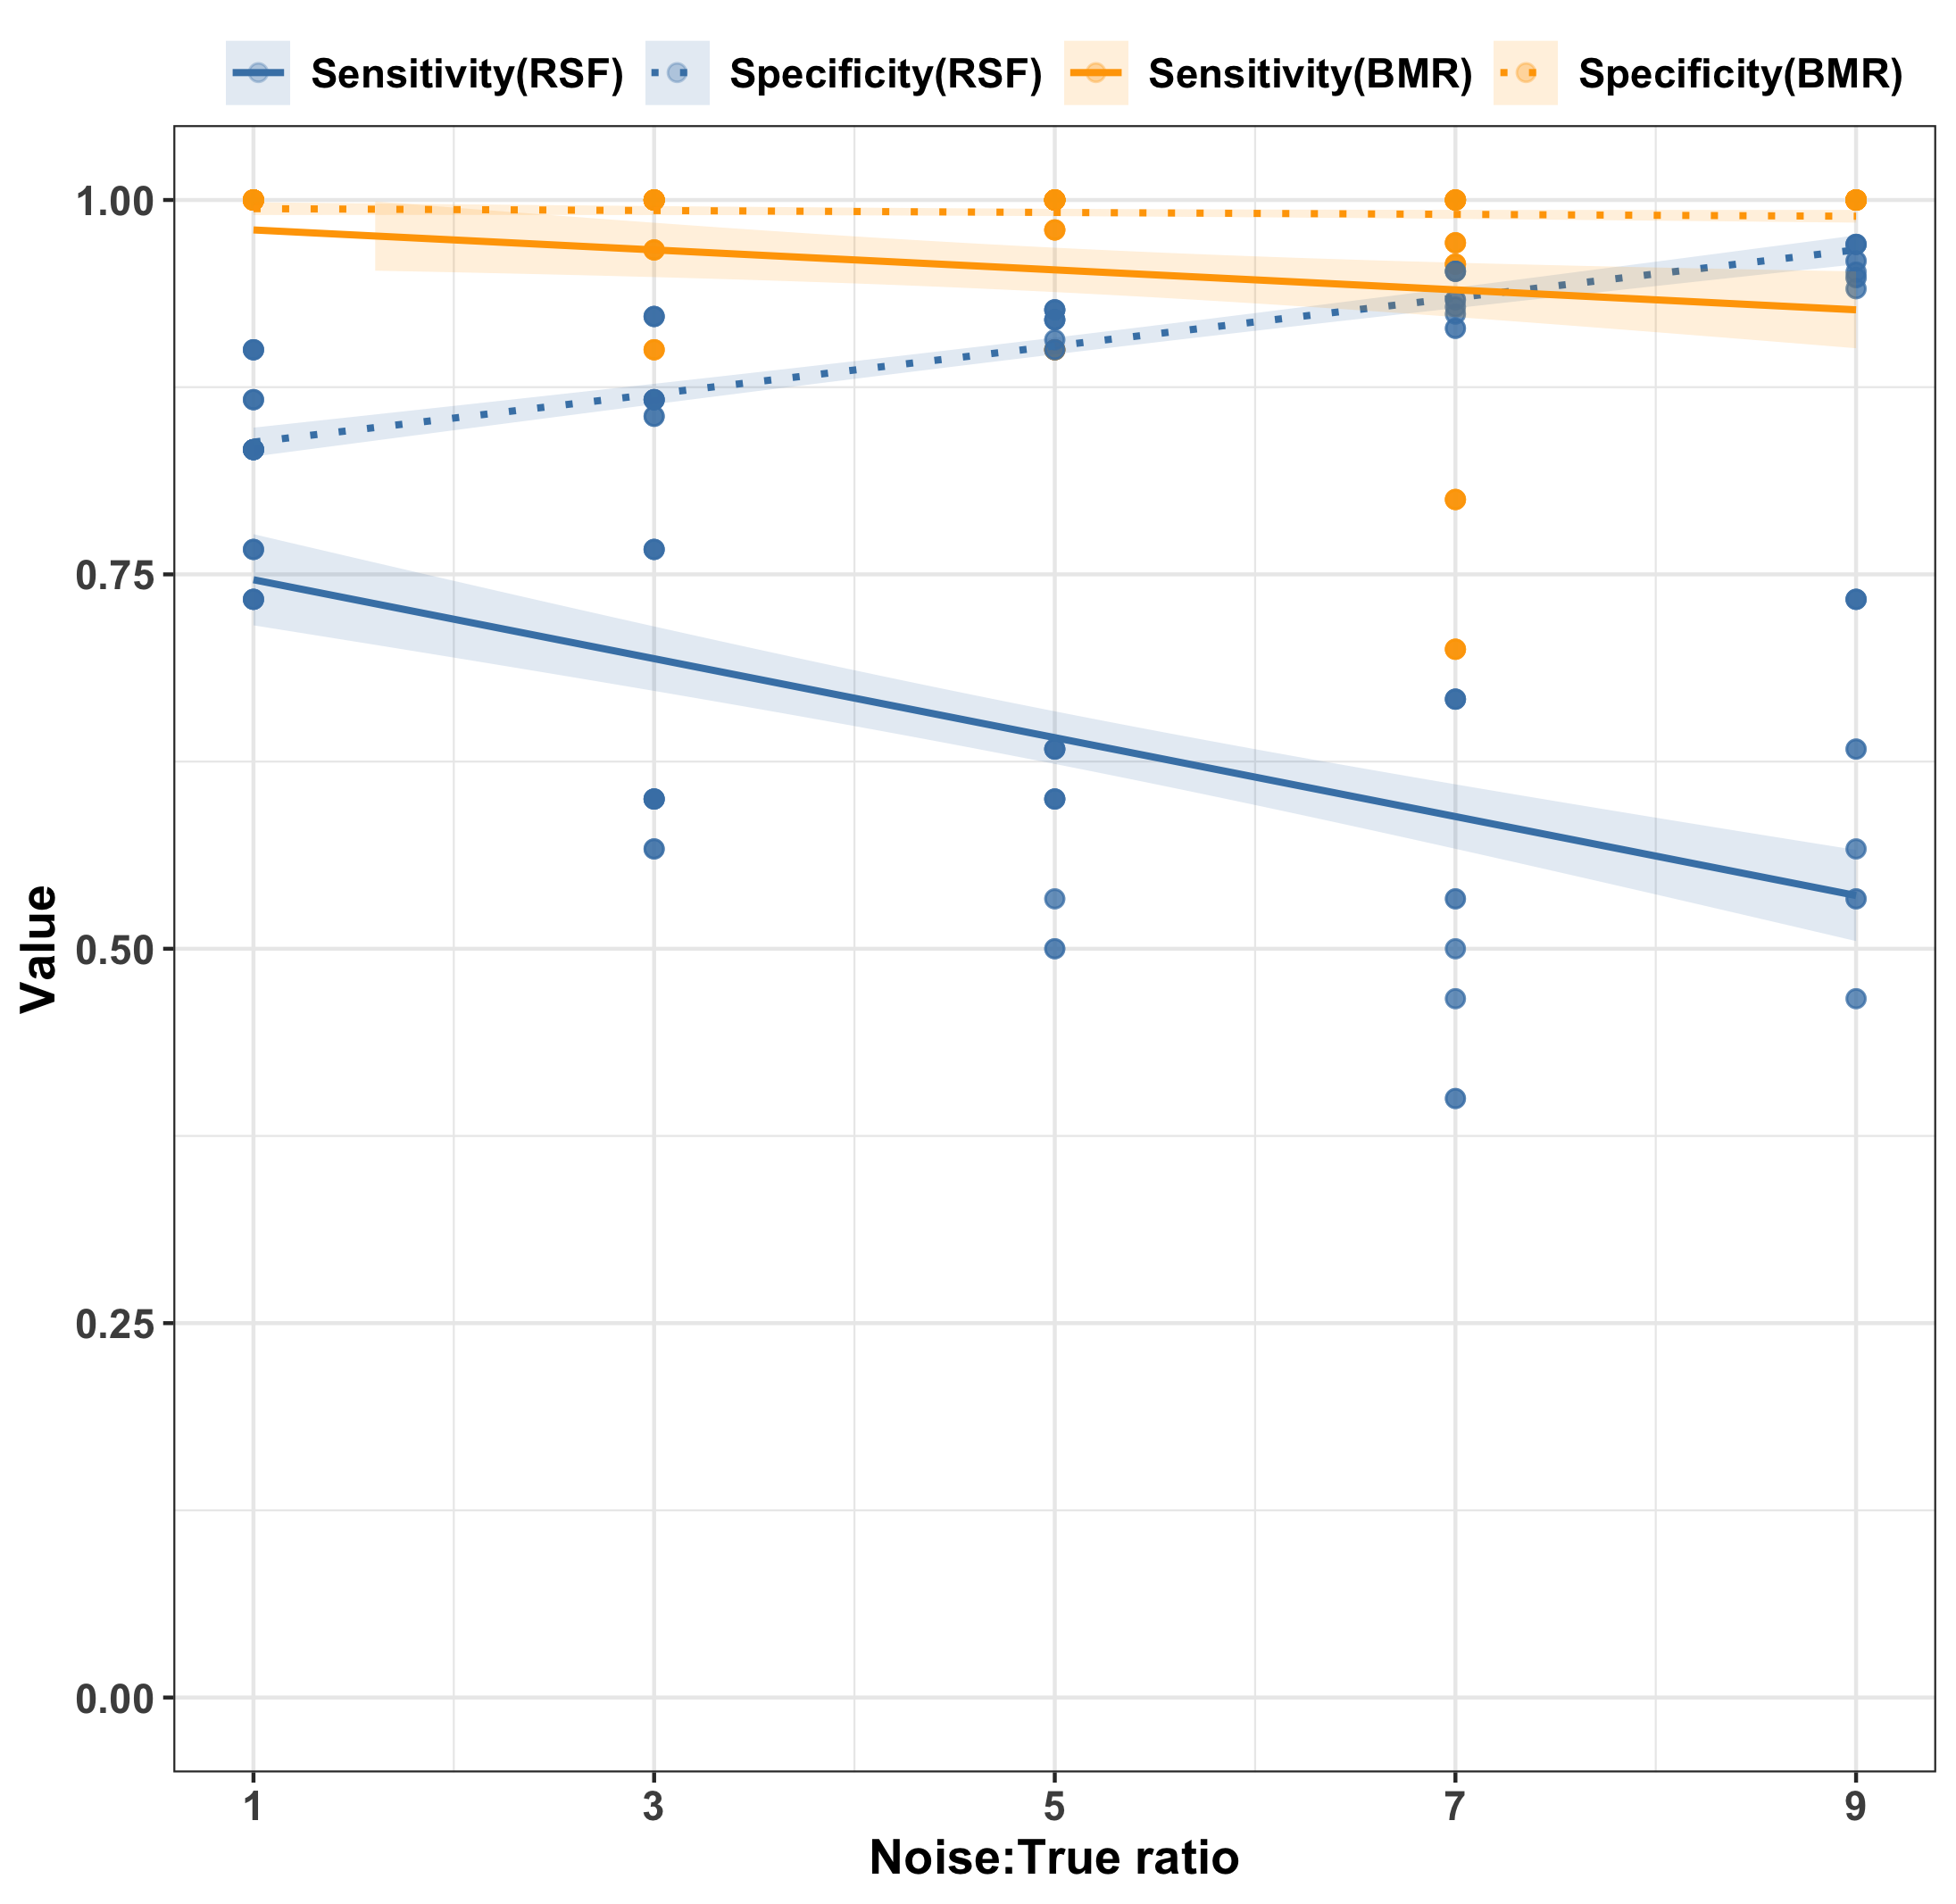 Sensitivity(RSF) Specificity(RSF) Sensitivity(BMR) Specificity(BMR)
1.00
0.75
0.50
0.25
0.00
Value
1 3 5 7 9
Noise:True ratio